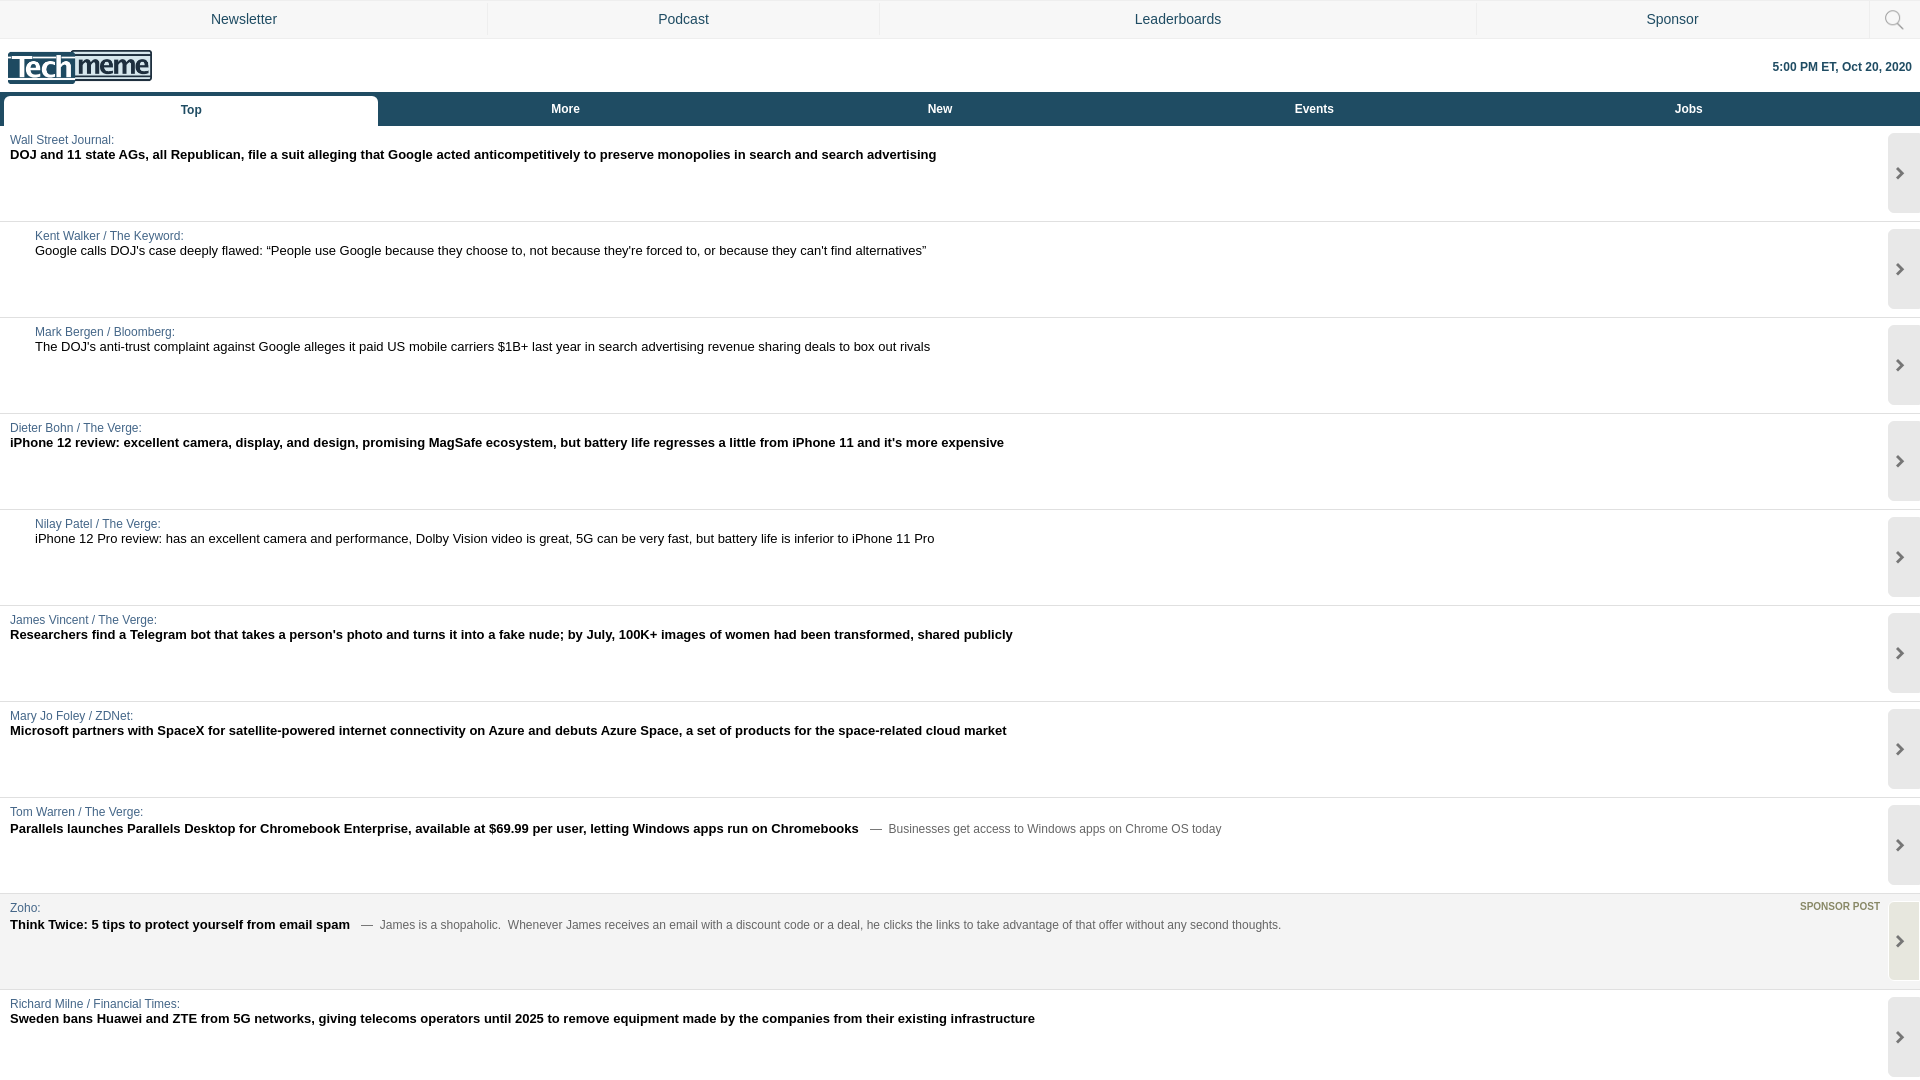 Newsletter
Podcast
Leaderboards
Sponsor
Techmeme
5:00 PM ET, Oct 20, 2020
Top
More
New
Events
Jobs
Wall Street Journal:
DOJ and 11 state AGs, all Republican, file a suit alleging that Google acted anticompetitively to preserve monopolies in search and search advertising
Kent Walker / The Keyword:
Google calls DOJ's case deeply flawed: “People use Google because they choose to, not because they're forced to, or because they can't find alternatives”
Mark Bergen / Bloomberg:
The DOJ's anti-trust complaint against Google alleges it paid US mobile carriers $1B+ last year in search advertising revenue sharing deals to box out rivals
Dieter Bohn / The Verge:
iPhone 12 review: excellent camera, display, and design, promising MagSafe ecosystem, but battery life regresses a little from iPhone 11 and it's more expensive
Nilay Patel / The Verge:
iPhone 12 Pro review: has an excellent camera and performance, Dolby Vision video is great, 5G can be very fast, but battery life is inferior to iPhone 11 Pro
James Vincent / The Verge:
Researchers find a Telegram bot that takes a person's photo and turns it into a fake nude; by July, 100K+ images of women had been transformed, shared publicly
Mary Jo Foley / ZDNet:
Microsoft partners with SpaceX for satellite-powered internet connectivity on Azure and debuts Azure Space, a set of products for the space-related cloud market
Tom Warren / The Verge:
Parallels launches Parallels Desktop for Chromebook Enterprise, available at $69.99 per user, letting Windows apps run on Chromebooks — Businesses get access to Windows apps on Chrome OS today
Zoho:
SPONSOR POST
Think Twice: 5 tips to protect yourself from email spam — James is a shopaholic. Whenever James receives an email with a discount code or a deal, he clicks the links to take advantage of that offer without any second thoughts.
Richard Milne / Financial Times:
Sweden bans Huawei and ZTE from 5G networks, giving telecoms operators until 2025 to remove equipment made by the companies from their existing infrastructure